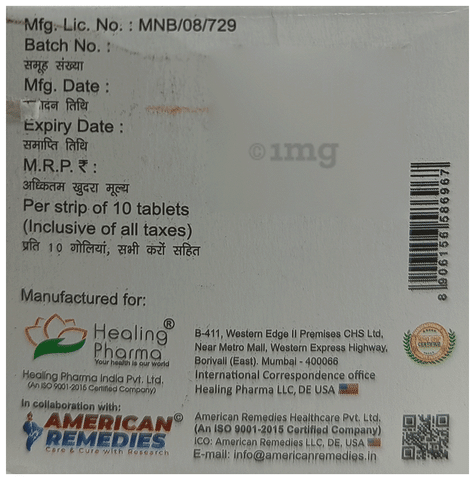 Mfg. Lic. No. : MNB/08/729
Batch No. :
समूह संख्या
Mfg. Date :
तिथि
Expiry Date :
समाप्ति तिथि
M.R.P. ₹ :
अधिकतम खुदरा मूल्य
Per strip of 10 tablets
(Inclusive of all taxes)
प्रति 10 गोलियां, सभी करों सहित
1mg
8 906156 586967
Manufactured for:
Healing Pharma®
Your health is our world
Healing Pharma India Pvt. Ltd.
(An ISO 9001-2015 Certified Company)
B-411, Western Edge II Premises CHS Ltd,
Near Metro Mall, Western Express Highway,
Borivali (East). Mumbai - 400066
International Correspondence office
Healing Pharma LLC, DE USA
In collaboration with:
AMERICAN©
REMEDIES
Care & Cure with Research
American Remedies Healthcare Pvt. Ltd.
(An ISO 9001-2015 Certified Company)
ICO: American Remedies LLC, DE, USA
E-mail: info@americanremedies.in